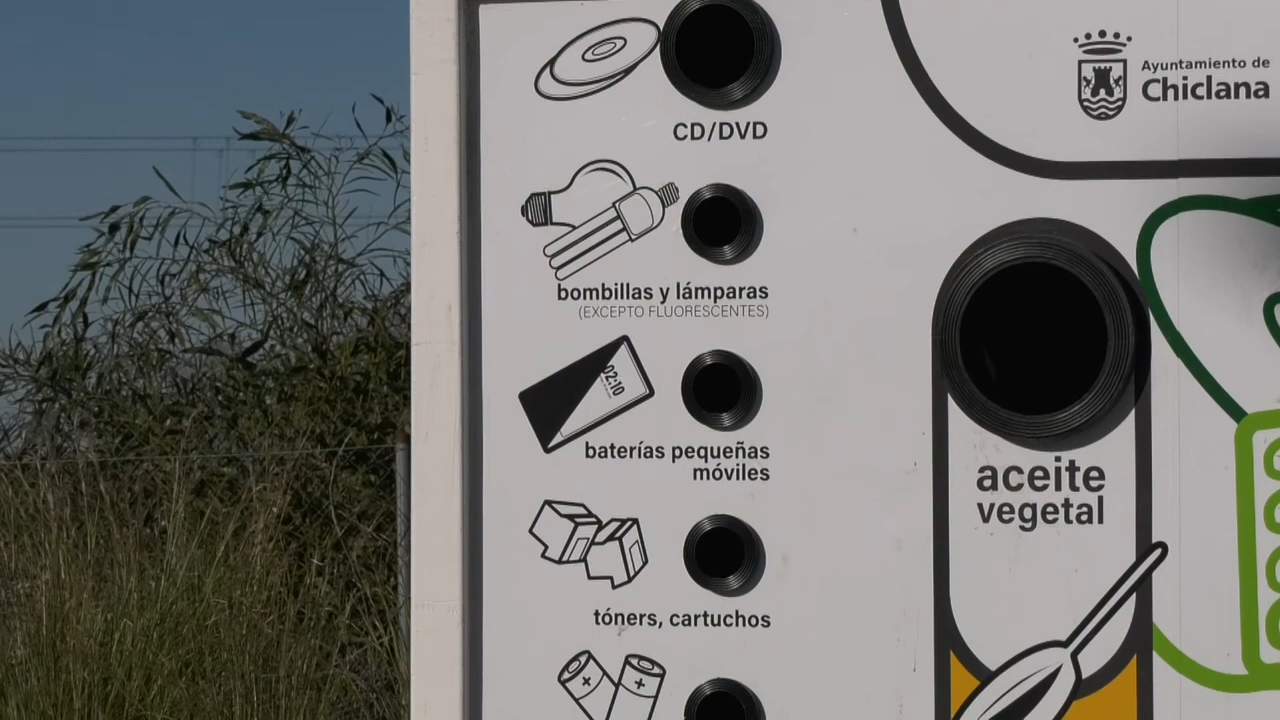 Ayuntamiento de
Chiclana
CD/DVD
bombillas y lámparas
(EXCEPTO FLUORESCENTES)
02:10
baterías pequeñas
móviles
aceite
vegetal
tóners, cartuchos